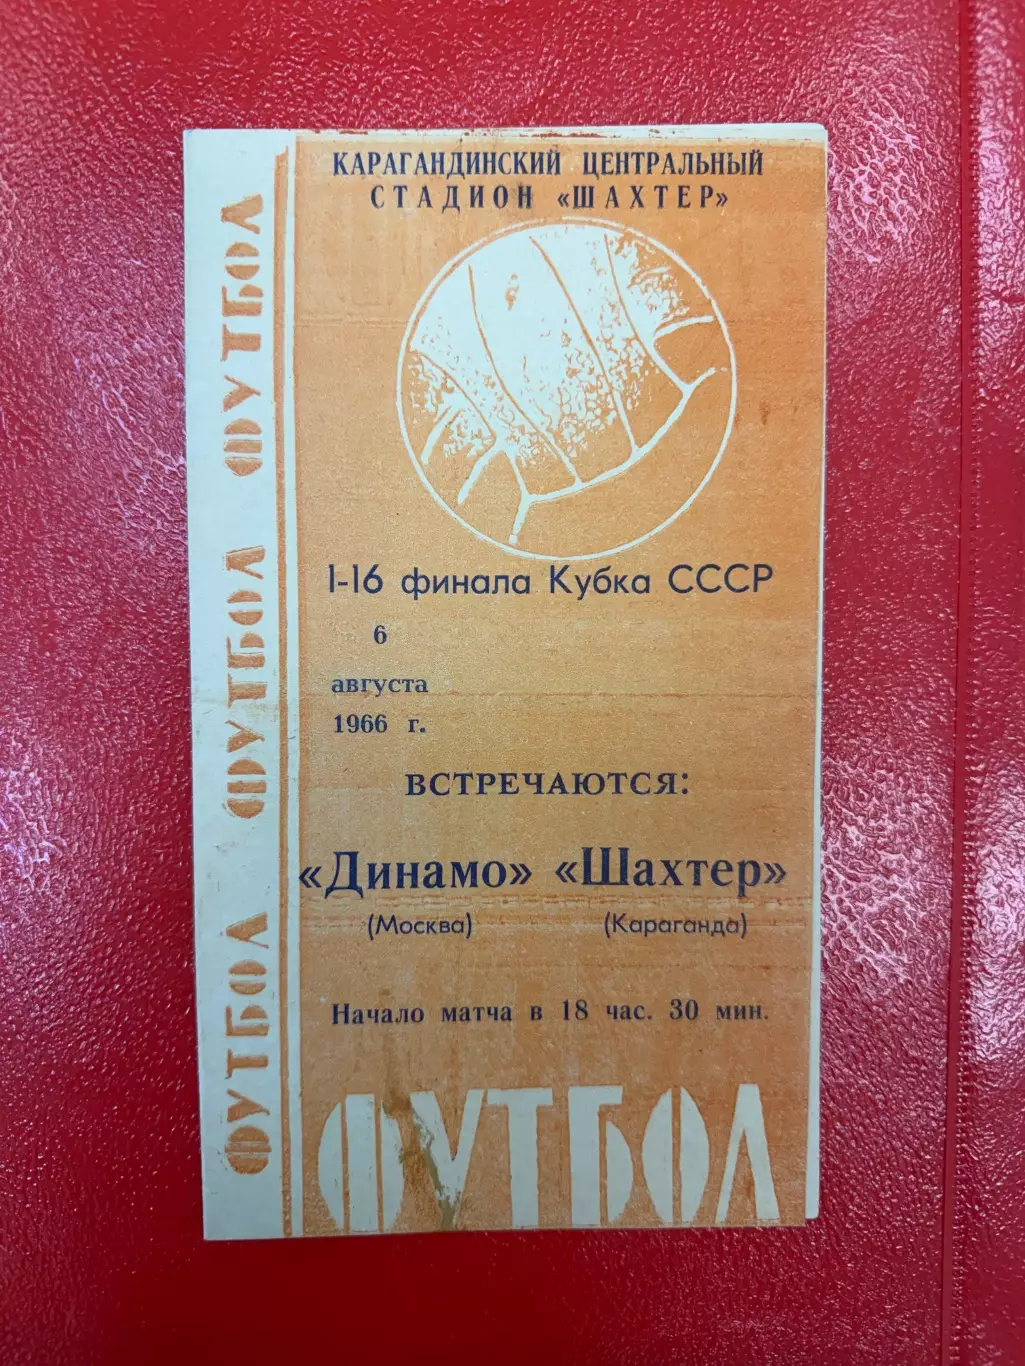 КАРАГАНДИНСКИЙ ЦЕНТРАЛЬНЫЙ
СТАДИОН «ШАХТЕР»
1-16 финала Кубка СССР
6
августа
1966 г.
ВСТРЕЧАЮТСЯ:
«Динамо» «Шахтер»
(Москва) (Караганда)
Начало матча в 18 час. 30 мин.
ФУТБОЛ
ФУТБОЛ ФУТБОЛ ФУТБОЛ